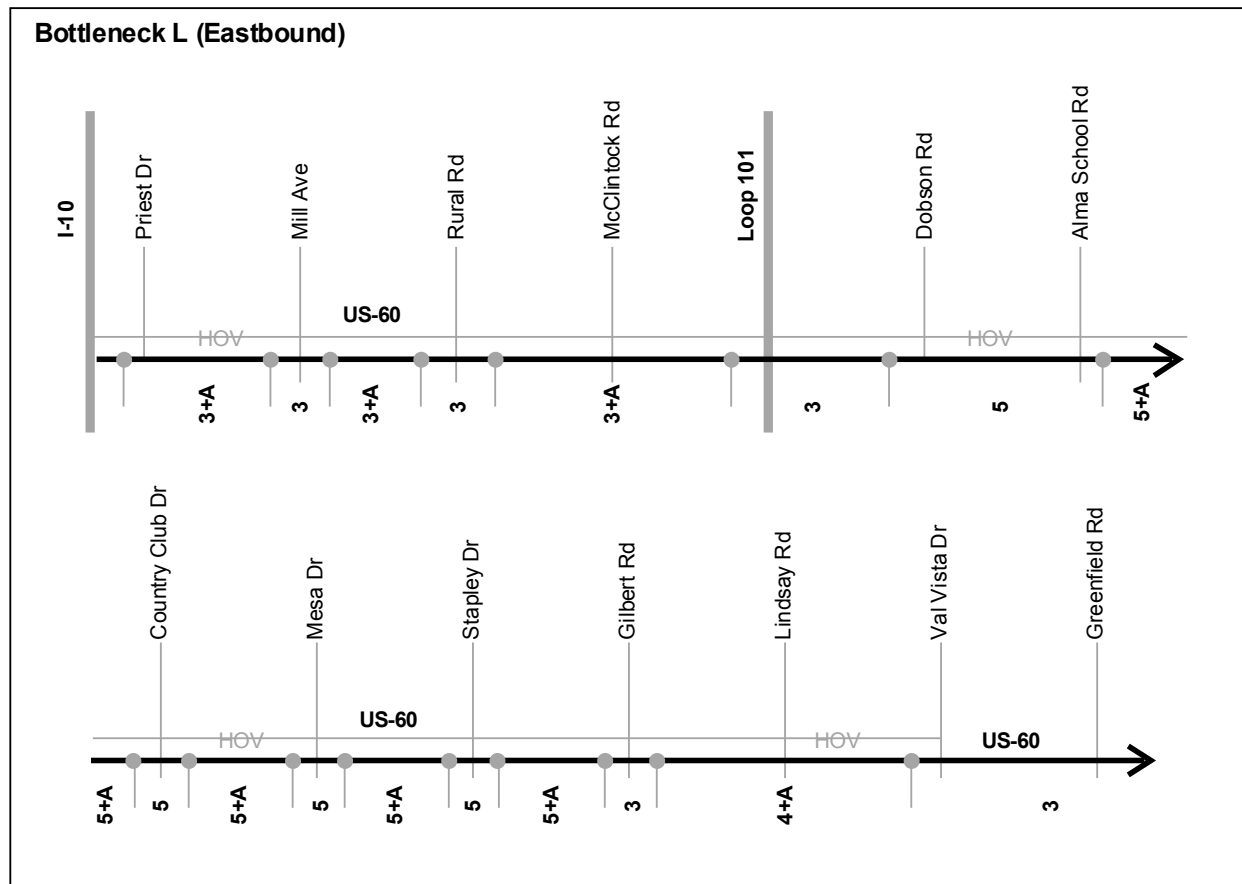 Bottleneck L (Eastbound)
I-10
Priest Dr
Mill Ave
Rural Rd
McClintock Rd
Loop 101
Dobson Rd
Alma School Rd
US-60
HOV
HOV
3+A
3
3+A
3
3+A
3
5
5+A
Country Club Dr
Mesa Dr
Stapley Dr
Gilbert Rd
Lindsay Rd
Val Vista Dr
Greenfield Rd
US-60
HOV
HOV
US-60
5+A
5
5+A
5
5+A
5
5+A
3
4+A
3